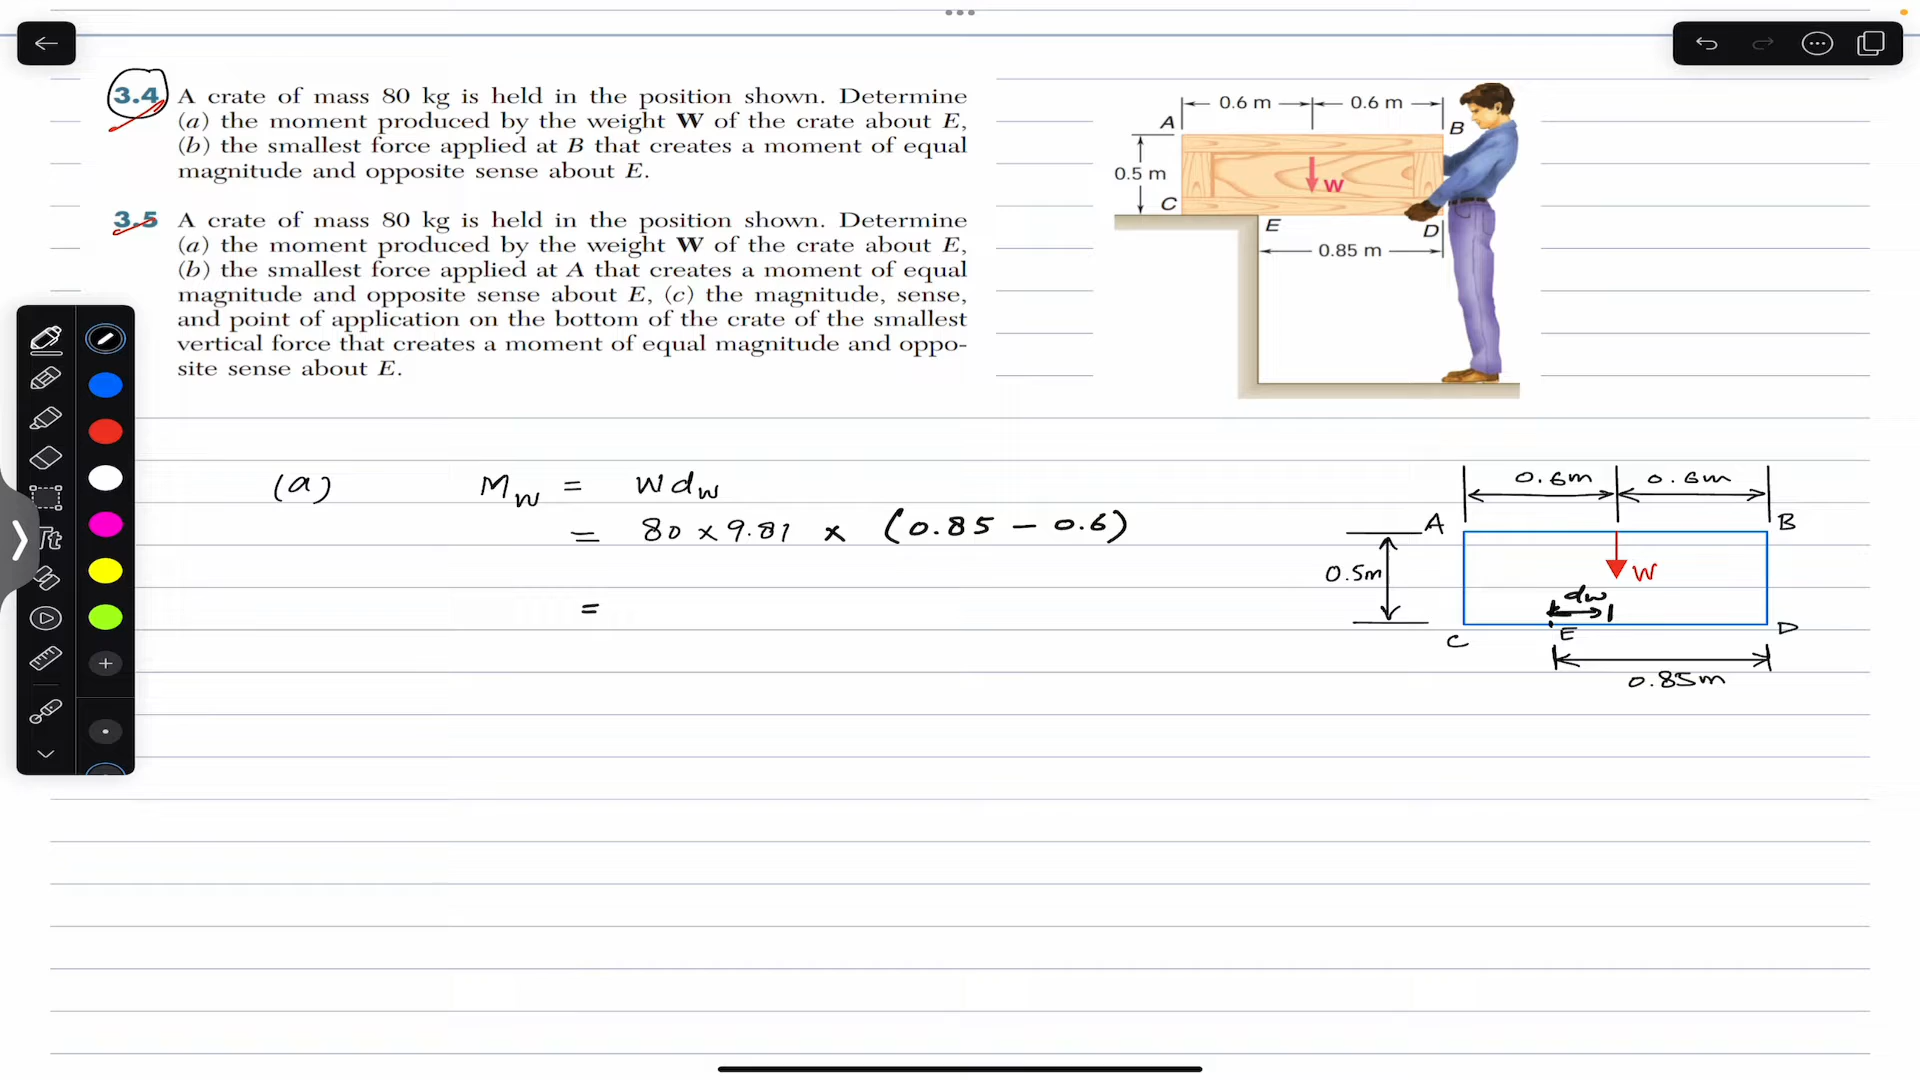 3.4 A crate of mass 80 kg is held in the position shown. Determine
(a) the moment produced by the weight W of the crate about E,
(b) the smallest force applied at B that creates a moment of equal
magnitude and opposite sense about E.
3.5 A crate of mass 80 kg is held in the position shown. Determine
(a) the moment produced by the weight W of the crate about E,
(b) the smallest force applied at A that creates a moment of equal
magnitude and opposite sense about E, (c) the magnitude, sense,
and point of application on the bottom of the crate of the smallest
vertical force that creates a moment of equal magnitude and oppo-
site sense about E.
0.6 m 0.6 m
A B
0.5 m
W
C
E D
0.85 m
Tt
(a) Mw = Wdw
= 80 × 9.81 × (0.85 - 0.6)
=
0.6m 0.6m
A B
0.5m
W
dw
E
C D
0.85m